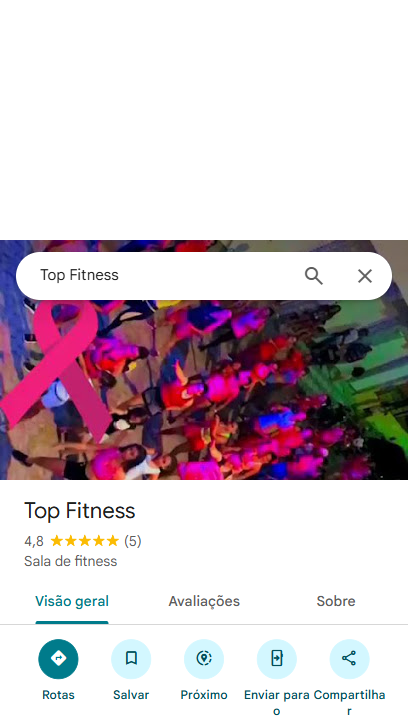 Top Fitness
Top Fitness
4,8 ★★★★★ (5)
Sala de fitness
Visão geral Avaliações Sobre
Rotas Salvar Próximo Enviar para o Compartilhar